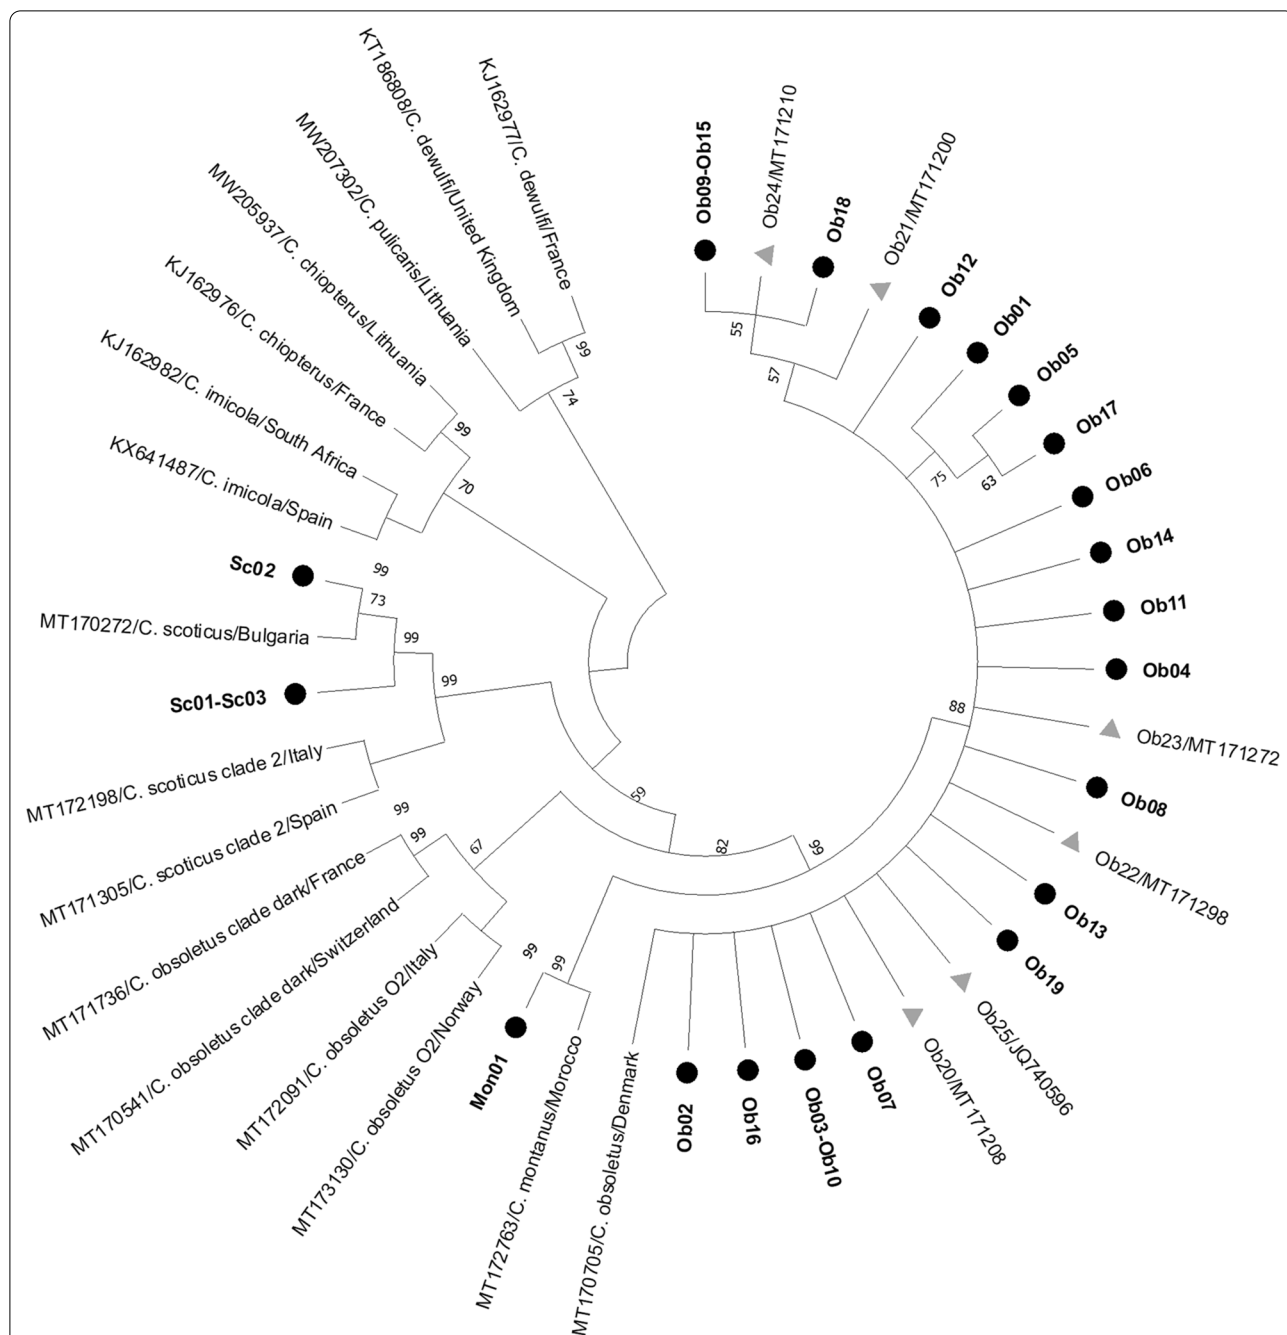 Ob09-Ob15
Ob24/MT171210
Ob18
Ob21/MT171200
Ob12
Ob01
Ob05
Ob17
Ob06
Ob14
Ob11
Ob04
Ob23/MT171272
Ob08
Ob22/MT171298
Ob13
Ob19
Ob25/JQ740596
Ob20/MT171208
Ob07
Ob03-Ob10
Ob16
Ob02
MT170705/C. obsoletus/Denmark
MT172763/C. montanus/Morocco
Mon01
MT173130/C. obsoletus O2/Norway
MT172091/C. obsoletus O2/Italy
MT170541/C. obsoletus clade dark/Switzerland
MT171736/C. obsoletus clade dark/France
MT171305/C. scoticus clade 2/Spain
MT172198/C. scoticus clade 2/Italy
Sc01-Sc03
MT170272/C. scoticus/Bulgaria
Sc02
KX641487/C. imicola/Spain
KJ162982/C. imicola/South Africa
KJ162976/C. chiopterus/France
MW205937/C. chiopterus/Lithuania
MW207302/C. pulicaris/Lithuania
KT186808/C. dewulfi/United Kingdom
KJ162977/C. dewulfi/France
55
57
75
63
88
99
82
59
99
99
67
99
99
99
99
73
99
70
99
74
99